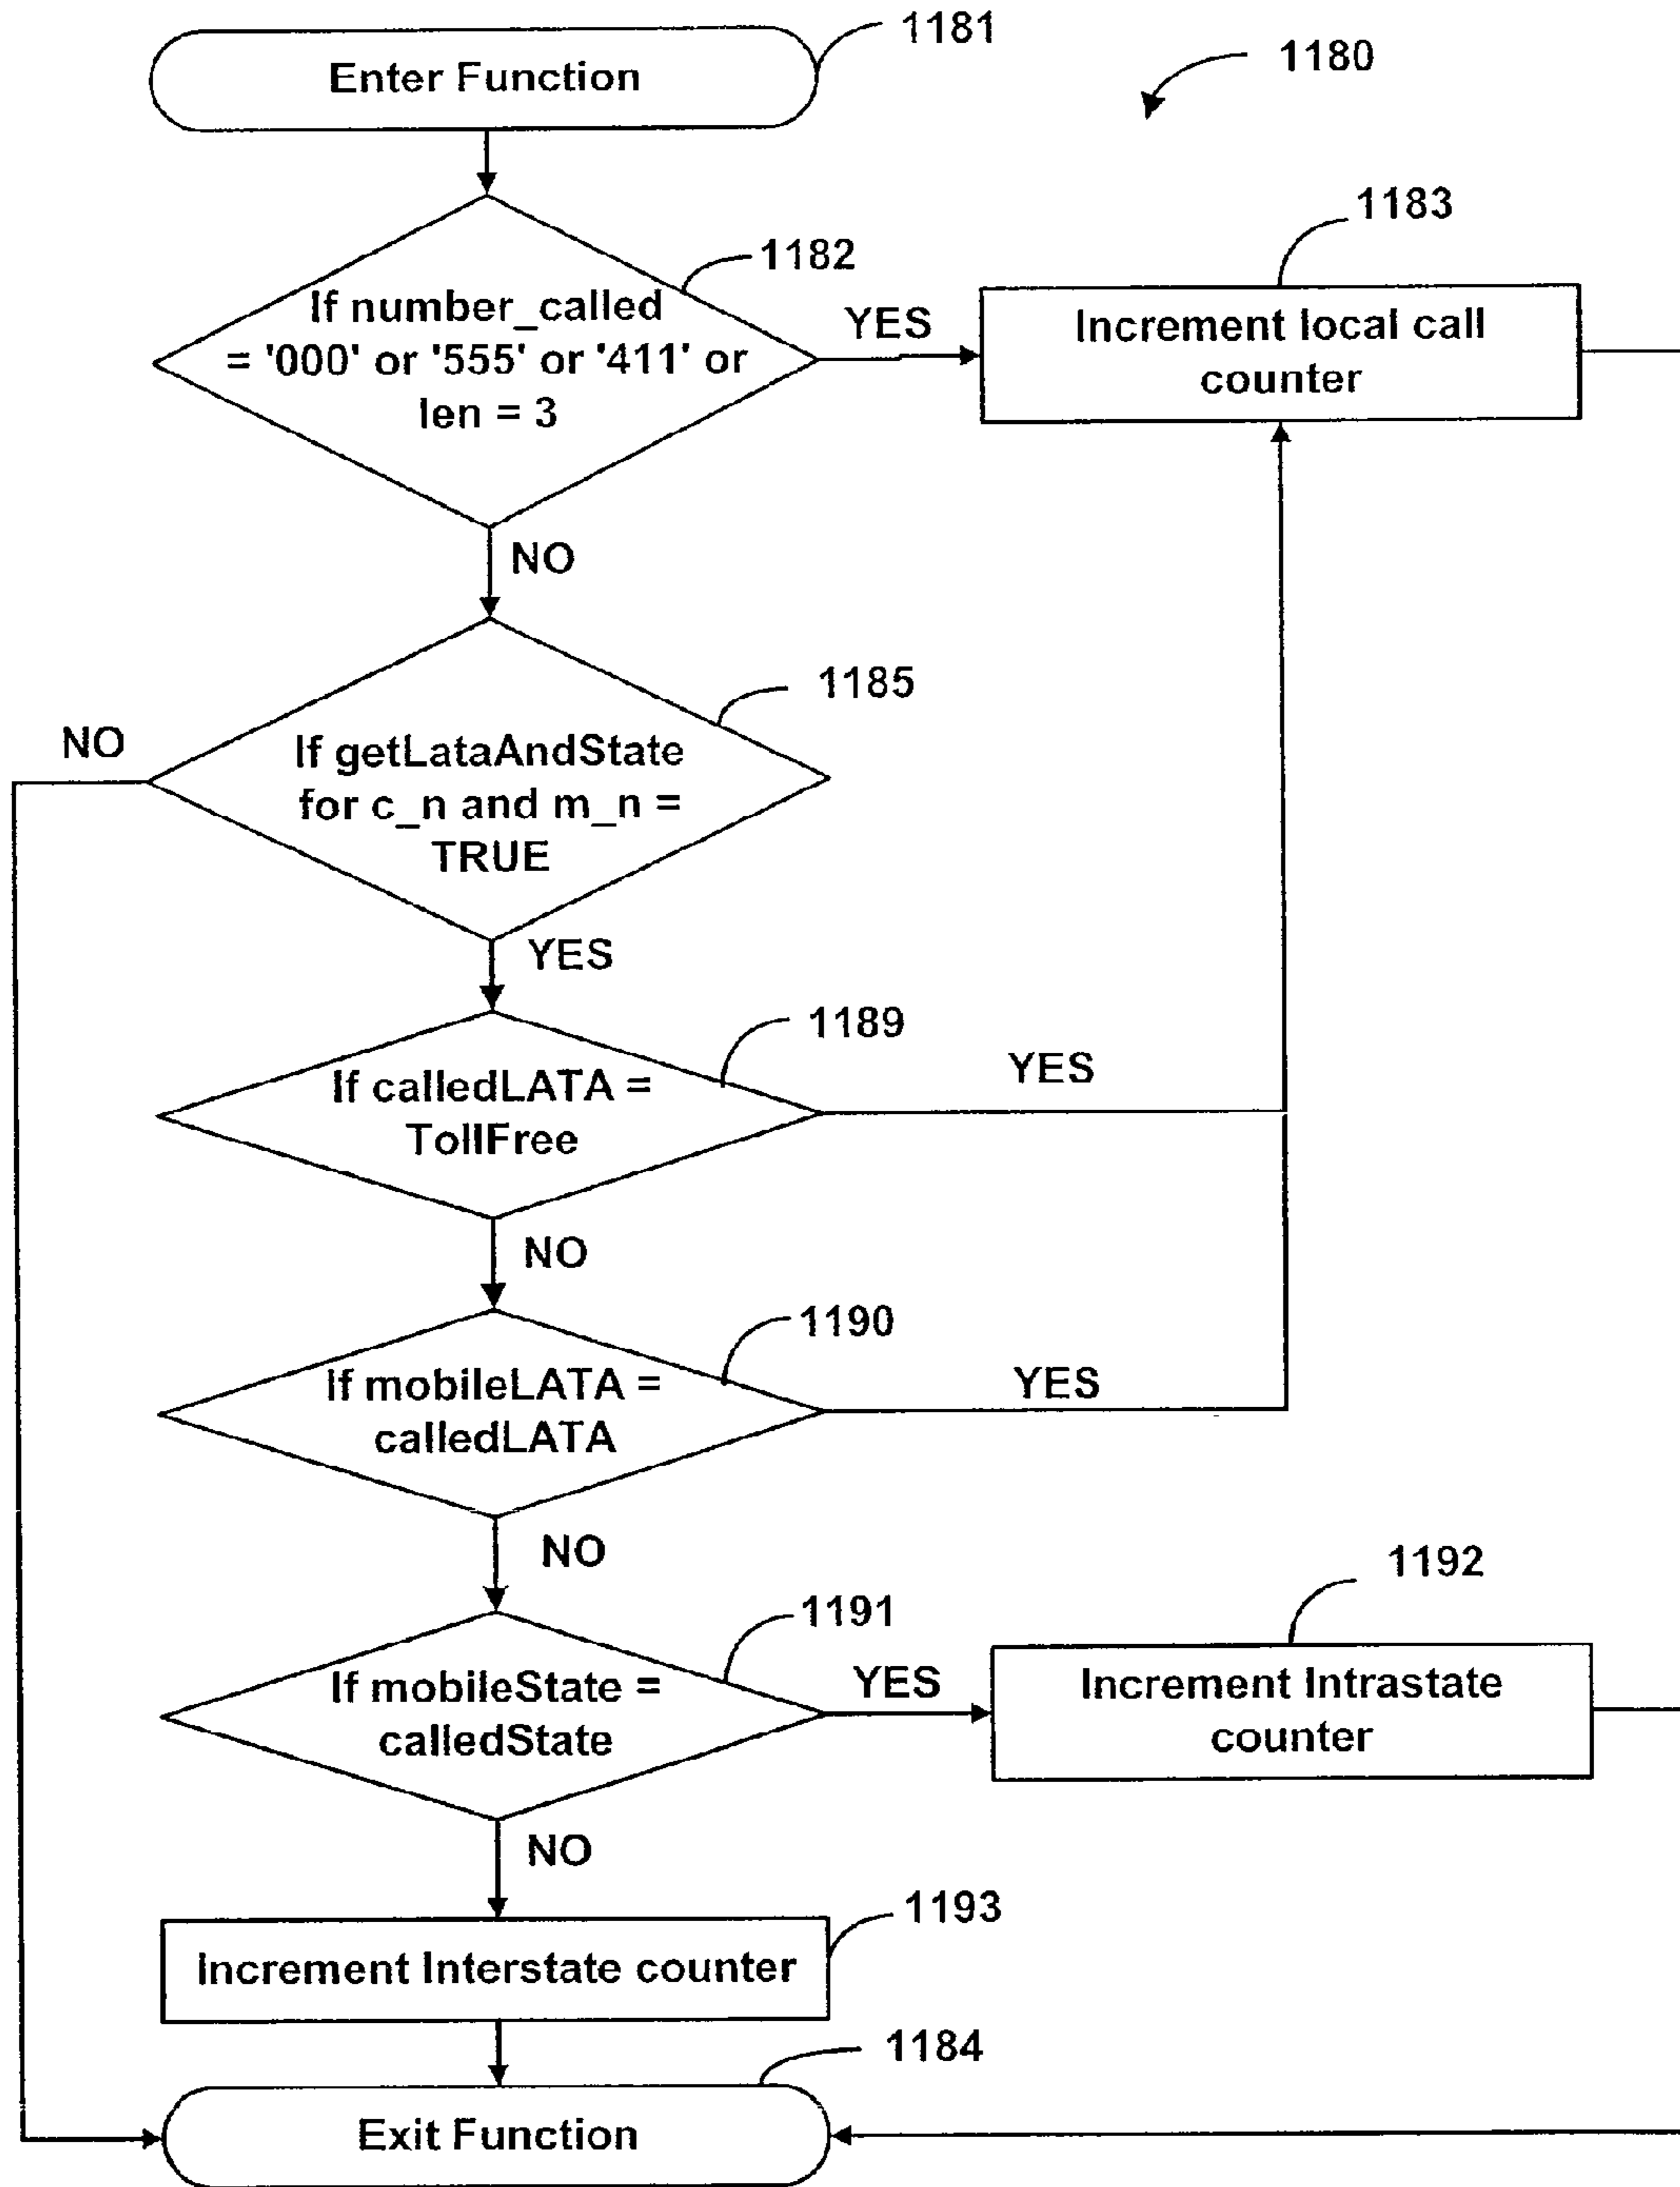 1181
Enter Function
1180
1182
If number_called
= '000' or '555' or '411' or
len = 3
YES
1183
Increment local call
counter
NO
1185
NO
If getLataAndState
for c_n and m_n =
TRUE
YES
1189
If calledLATA =
TollFree
YES
NO
1190
If mobileLATA =
calledLATA
YES
NO
1191
If mobileState =
calledState
YES
1192
Increment Intrastate
counter
NO
1193
Increment Interstate counter
1184
Exit Function